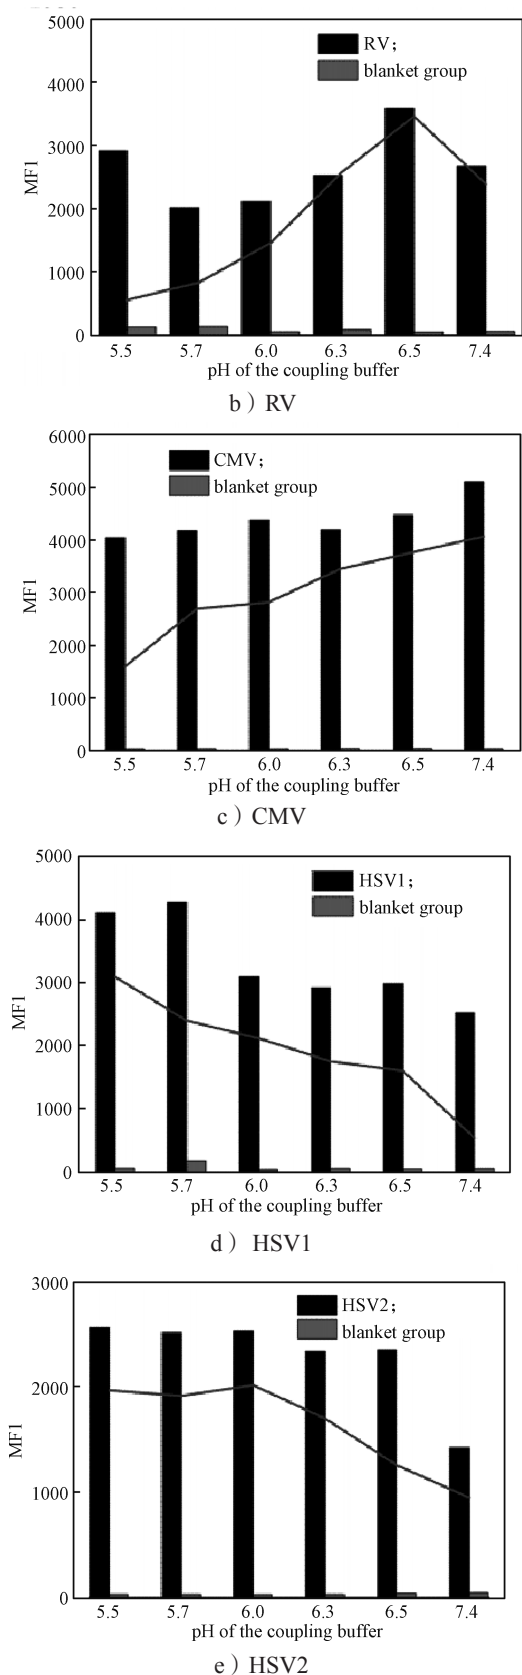 5000
RV;
blanket group
4000
3000
MF1
2000
1000
0
5.5 5.7 6.0 6.3 6.5 7.4
pH of the coupling buffer
b）RV
6000
CMV;
5000
blanket group
4000
MF1
3000
2000
1000
0
5.5 5.7 6.0 6.3 6.5 7.4
pH of the coupling buffer
c）CMV
5000
HSV1;
blanket group
4000
3000
MF1
2000
1000
0
5.5 5.7 6.0 6.3 6.5 7.4
pH of the coupling buffer
d） HSV1
3000
HSV2;
blanket group
2000
MF1
1000
0
5.5 5.7 6.0 6.3 6.5 7.4
pH of the coupling buffer
e）HSV2